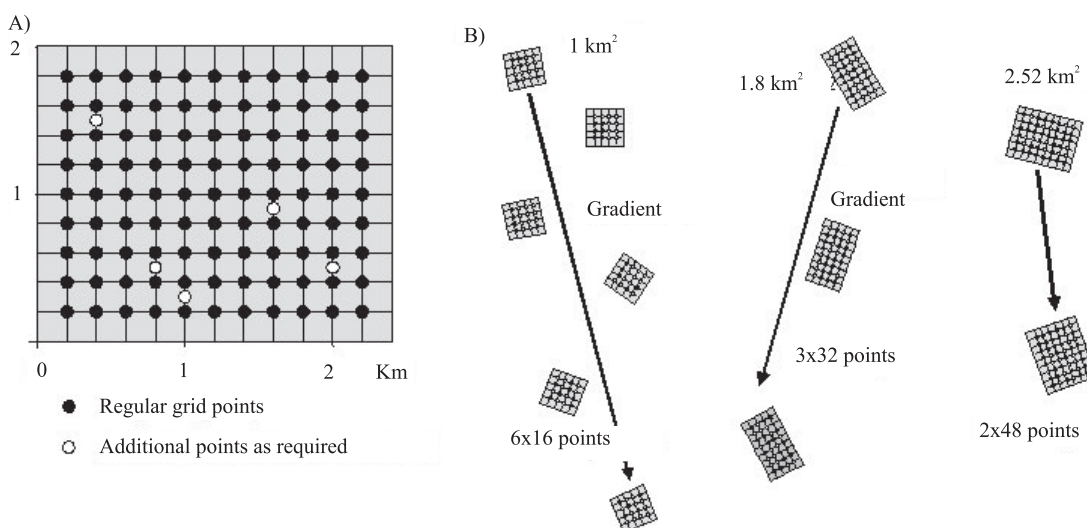 A)
2
1
0 1 2 Km
Regular grid points
Additional points as required
B)
1 km²
1.8 km²
2.52 km²
Gradient
Gradient
3x32 points
6x16 points
2x48 points